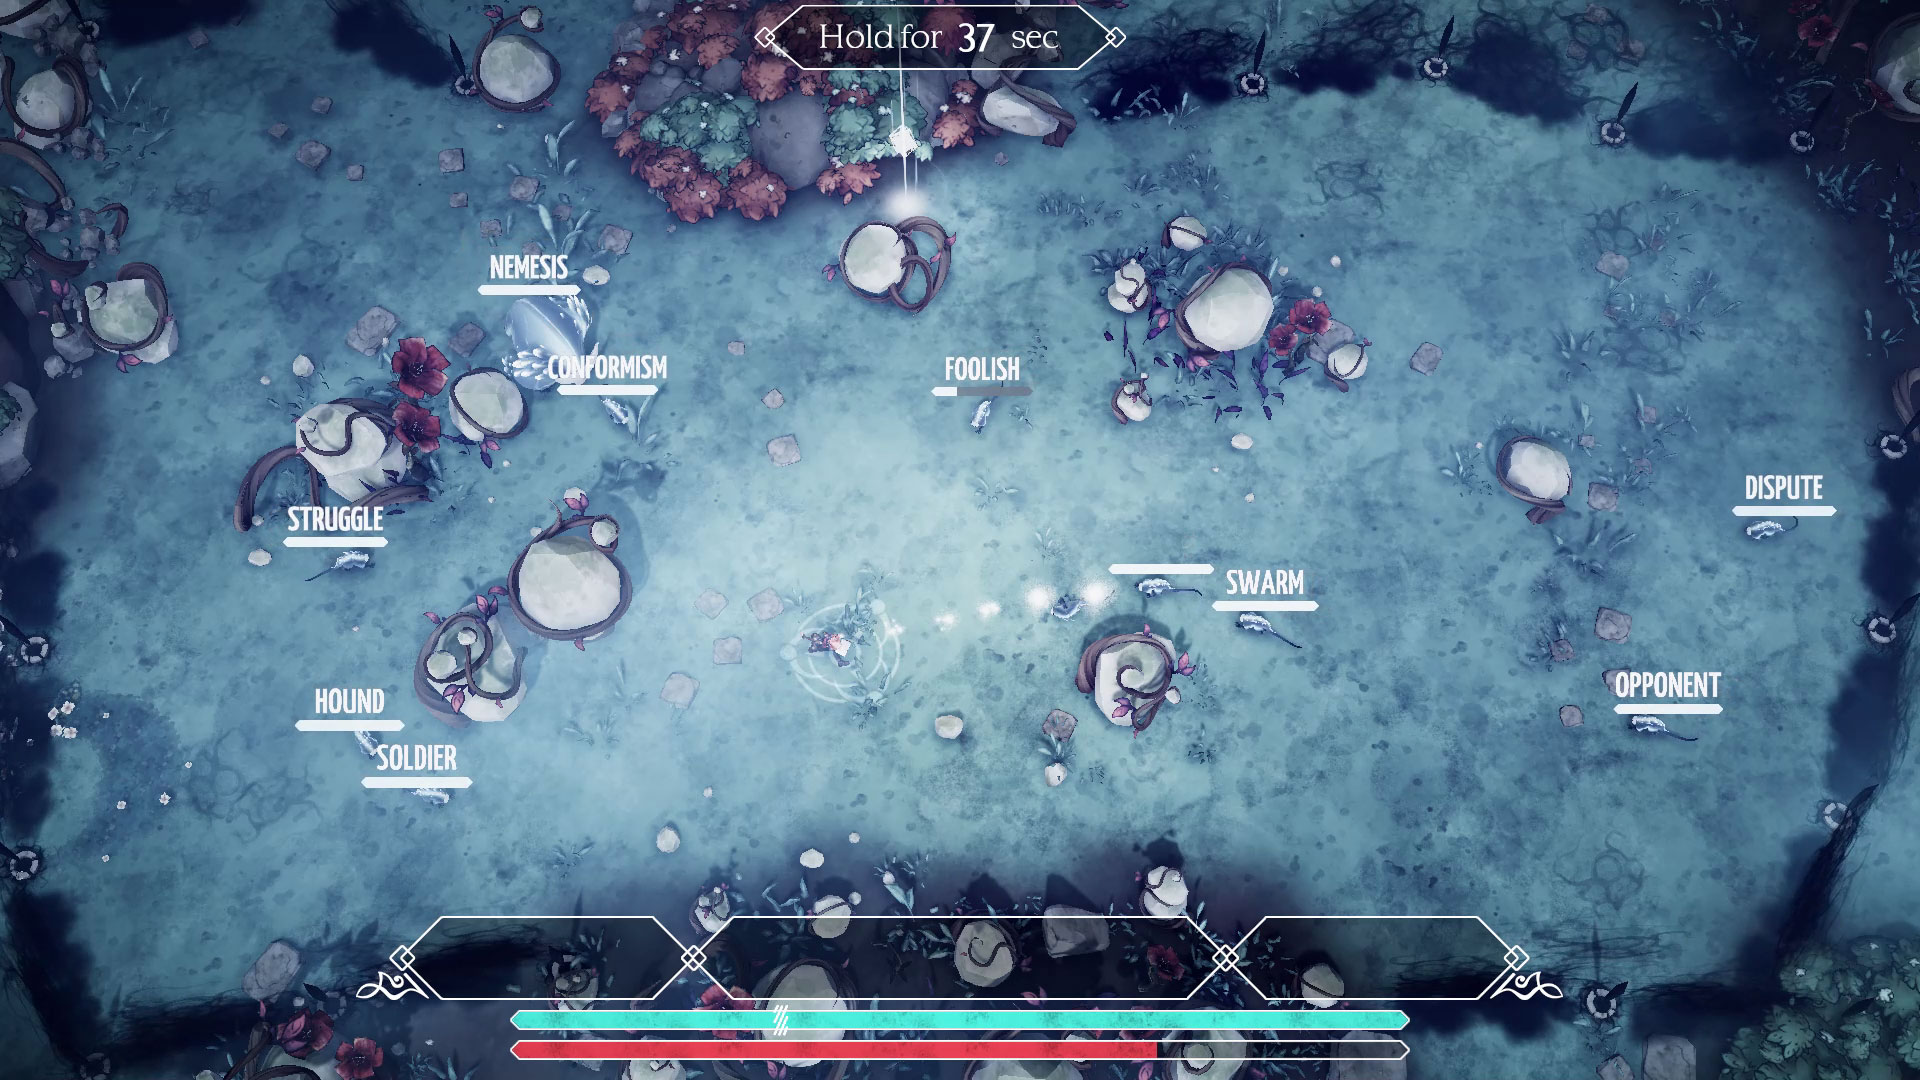 Hold for 37 sec
NEMESIS
CONFORMISM
FOOLISH
DISPUTE
STRUGGLE
SWARM
OPPONENT
HOUND
SOLDIER